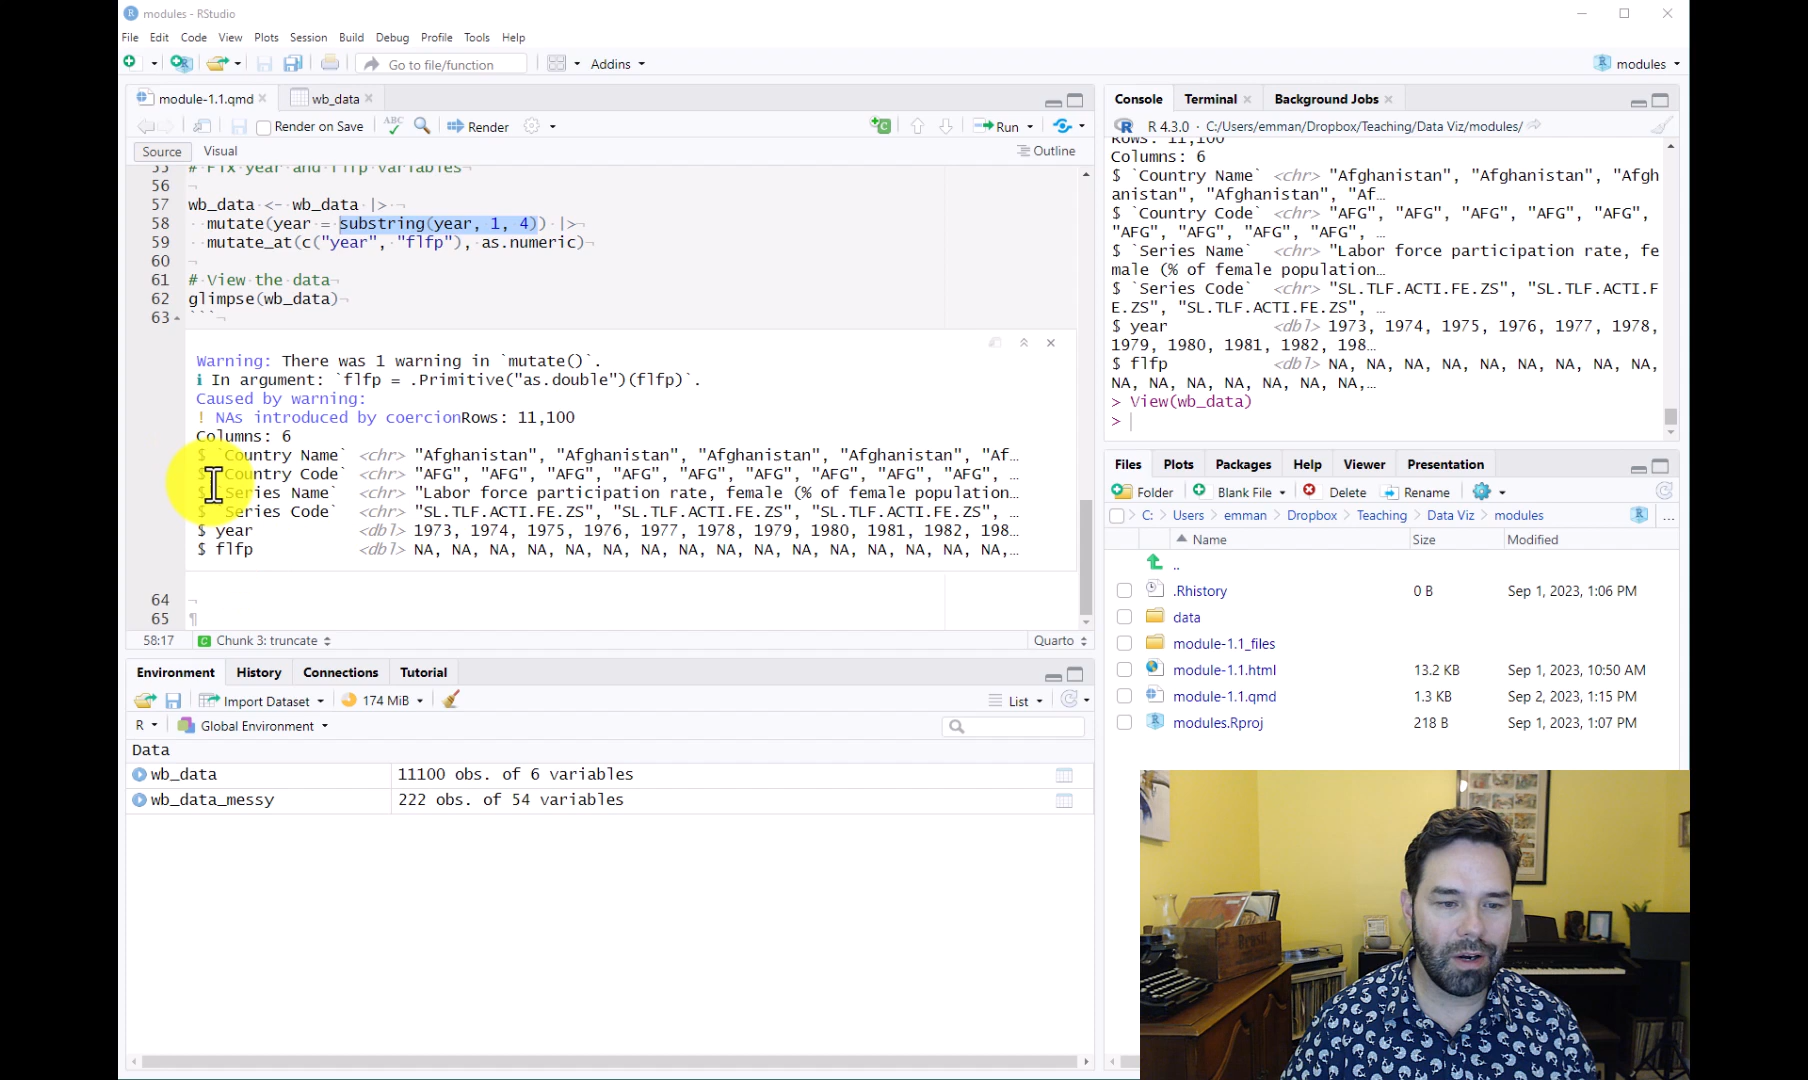 modules - RStudio
File Edit Code View Plots Session Build Debug Profile Tools Help
Go to file/function Addins modules
module-1.1.qmd wb_data
Render on Save ABC Render Run
Source Visual Outline
55 # Fix year and flfp variables
56
57 wb_data <- wb_data |>
58 mutate(year = substring(year, 1, 4)) |>
59 mutate_at(c("year", "flfp"), as.numeric)
60
61 # View the data
62 glimpse(wb_data)
63 ```
Warning: There was 1 warning in `mutate()`.
ℹ In argument: `flfp = .Primitive("as.double")(flfp)`.
Caused by warning:
! NAs introduced by coercionRows: 11,100
Columns: 6
$ `Country Name` <chr> "Afghanistan", "Afghanistan", "Afghanistan", "Afghanistan", "Af…
$ `Country Code` <chr> "AFG", "AFG", "AFG", "AFG", "AFG", "AFG", "AFG", "AFG", "AFG",…
$ `Series Name` <chr> "Labor force participation rate, female (% of female population…
$ `Series Code` <chr> "SL.TLF.ACTI.FE.ZS", "SL.TLF.ACTI.FE.ZS", "SL.TLF.ACTI.FE.ZS", …
$ year <dbl> 1973, 1974, 1975, 1976, 1977, 1978, 1979, 1980, 1981, 1982, 198…
$ flfp <dbl> NA, NA, NA, NA, NA, NA, NA, NA, NA, NA, NA, NA, NA, NA, NA, NA,…
64
65
58:17 Chunk 3: truncate Quarto
Environment History Connections Tutorial
Import Dataset 174 MiB List
R Global Environment
Data
wb_data 11100 obs. of 6 variables
wb_data_messy 222 obs. of 54 variables
Console Terminal Background Jobs
R 4.3.0 · C:/Users/emman/Dropbox/Teaching/Data Viz/modules/
Rows: 11,100
Columns: 6
$ `Country Name` <chr> "Afghanistan", "Afgh
anistan", "Afghanistan", "Af…
$ `Country Code` <chr> "AFG", "AFG", "AFG",
"AFG", "AFG", "AFG", "AFG", …
$ `Series Name` <chr> "Labor force participation rate, fe
male (% of female population…
$ `Series Code` <chr> "SL.TLF.ACTI.FE.ZS", "SL.TLF.ACTI.F
E.ZS", "SL.TLF.ACTI.FE.ZS", …
$ year <dbl> 1973, 1974, 1975, 1976, 1977, 1978,
1979, 1980, 1981, 1982, 198…
$ flfp <dbl> NA, NA, NA, NA, NA, NA, NA, NA, NA,
NA, NA, NA, NA, NA, NA, NA,…
> View(wb_data)
>
Files Plots Packages Help Viewer Presentation
Folder Blank File Delete Rename
C: Users emman Dropbox Teaching Data Viz modules ...
Name Size Modified
..
.Rhistory 0 B Sep 1, 2023, 1:06 PM
data
module-1.1_files
module-1.1.html 13.2 KB Sep 1, 2023, 10:50 AM
module-1.1.qmd 1.3 KB Sep 2, 2023, 1:15 PM
modules.Rproj 218 B Sep 1, 2023, 1:07 PM